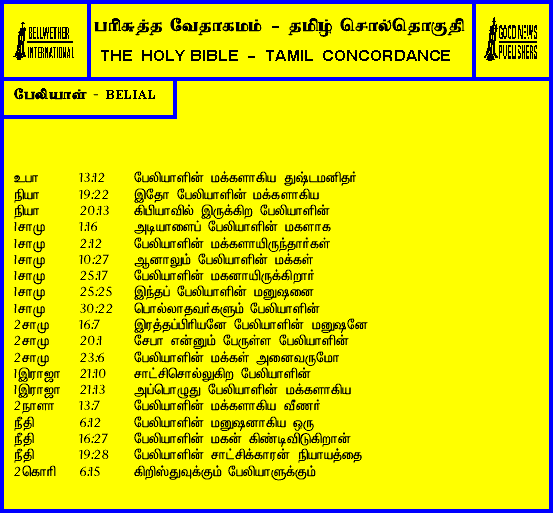 BELLWETHER
INTERNATIONAL
பரிசுத்த வேதாகமம் - தமிழ் சொல்தொகுதி
THE HOLY BIBLE - TAMIL CONCORDANCE
GOOD NEWS
PUBLISHERS
பேலியாள் - BELIAL
உபா 13:12 பேலியாளின் மக்களாகிய துஷ்டமனிதர்
நியா 19:22 இதோ பேலியாளின் மக்களாகிய
நியா 20:13 கிபியாவில் இருக்கிற பேலியாளின்
1சாமு 1:16 அடியாளைப் பேலியாளின் மகளாக
1சாமு 2:12 பேலியாளின் மக்களாயிருந்தார்கள்
1சாமு 10:27 ஆனாலும் பேலியாளின் மக்கள்
1சாமு 25:17 பேலியாளின் மகனாயிருக்கிறார்
1சாமு 25:25 இந்தப் பேலியாளின் மனுஷனை
1சாமு 30:22 பொல்லாதவர்களும் பேலியாளின்
2சாமு 16:7 இரத்தப்பிரியனே பேலியாளின் மனுஷனே
2சாமு 20:1 சேபா என்னும் பேருள்ள பேலியாளின்
2சாமு 23:6 பேலியாளின் மக்கள் அனைவருமோ
1இராஜா 21:10 சாட்சிசொல்லுகிற பேலியாளின்
1இராஜா 21:13 அப்பொழுது பேலியாளின் மக்களாகிய
2நாளா 13:7 பேலியாளின் மக்களாகிய வீணர்
நீதி 6:12 பேலியாளின் மனுஷனாகிய ஒரு
நீதி 16:27 பேலியாளின் மகன் கிண்டிவிடுகிறான்
நீதி 19:28 பேலியாளின் சாட்சிக்காரன் நியாயத்தை
2கொரி 6:15 கிறிஸ்துவுக்கும் பேலியாளுக்கும்